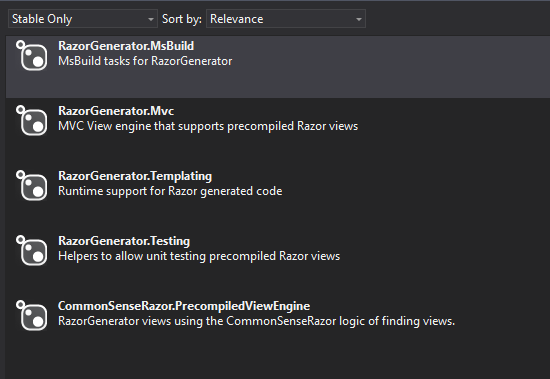 Stable Only Sort by: Relevance
RazorGenerator.MsBuild
MsBuild tasks for RazorGenerator
RazorGenerator.Mvc
MVC View engine that supports precompiled Razor views
RazorGenerator.Templating
Runtime support for Razor generated code
RazorGenerator.Testing
Helpers to allow unit testing precompiled Razor views
CommonSenseRazor.PrecompiledViewEngine
RazorGenerator views using the CommonSenseRazor logic of finding views.